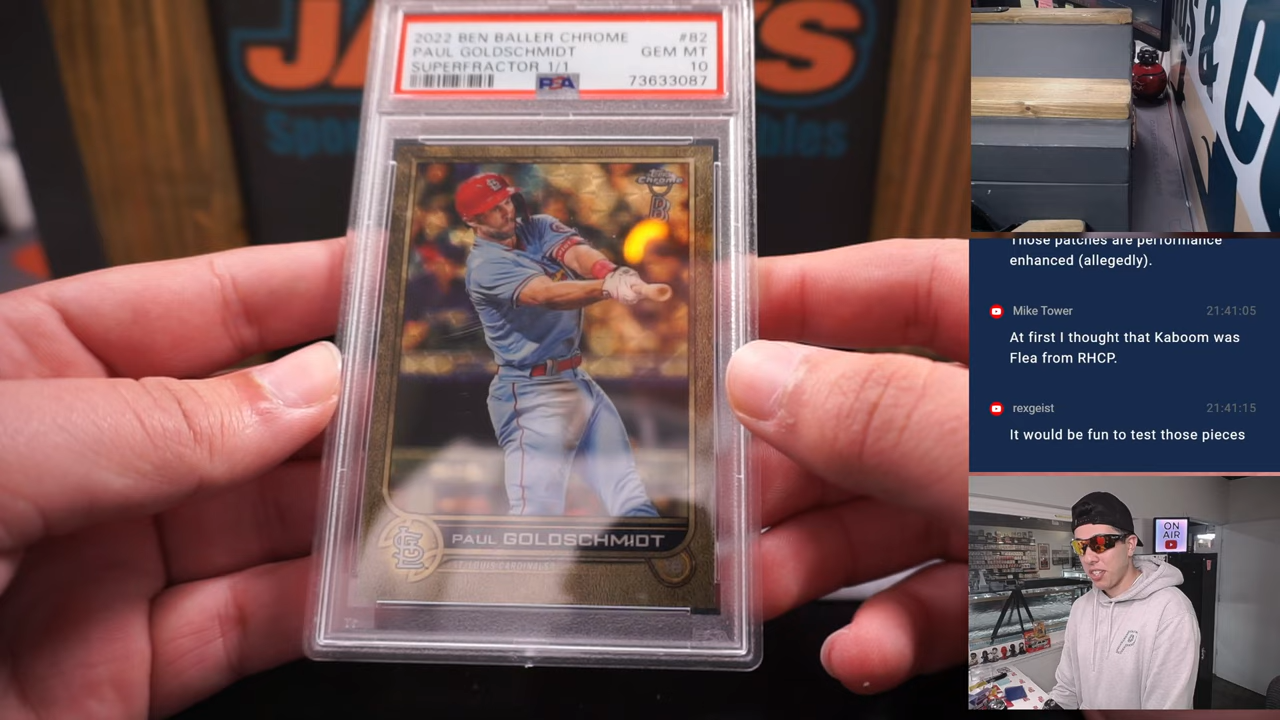 2022 BEN BALLER CHROME #82
PAUL GOLDSCHMIDT GEM MT
SUPERFRACTOR 1/1 10
PSA 73633087
Topps
Chrome
B
PAUL GOLDSCHMIDT
ST. LOUIS CARDINALS
Those patches are performance
enhanced (allegedly).
Mike Tower 21:41:05
At first I thought that Kaboom was
Flea from RHCP.
rexgeist 21:41:15
It would be fun to test those pieces
ON
AIR
P